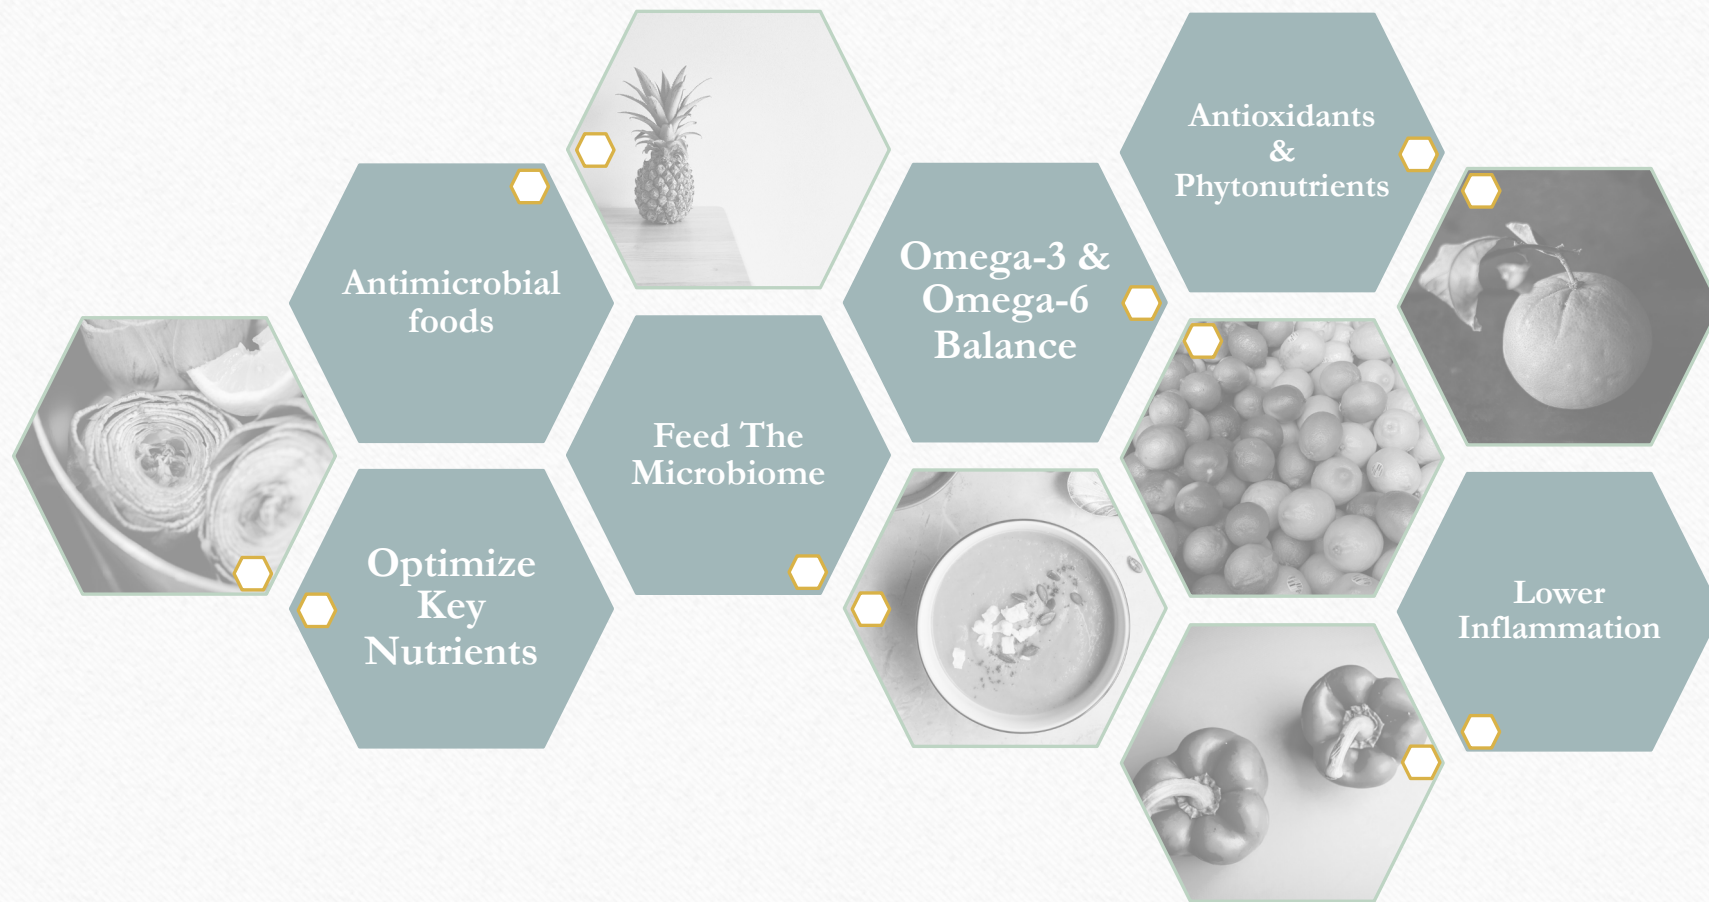 Antimicrobial
foods
Optimize
Key
Nutrients
Feed The
Microbiome
Omega-3 &
Omega-6
Balance
Antioxidants
&
Phytonutrients
Lower
Inflammation